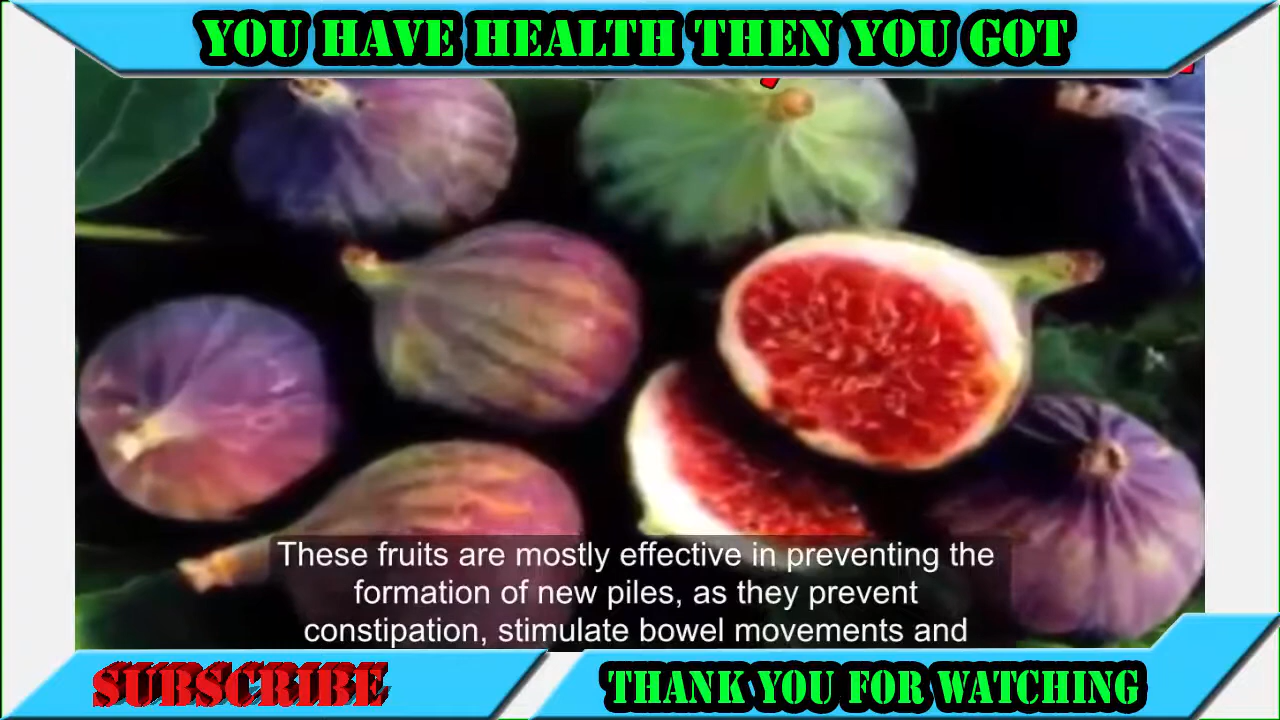 YOU HAVE HEALTH THEN YOU GOT
These fruits are mostly effective in preventing the
formation of new piles, as they prevent
constipation, stimulate bowel movements and
SUBSCRIBE
THANK YOU FOR WATCHING